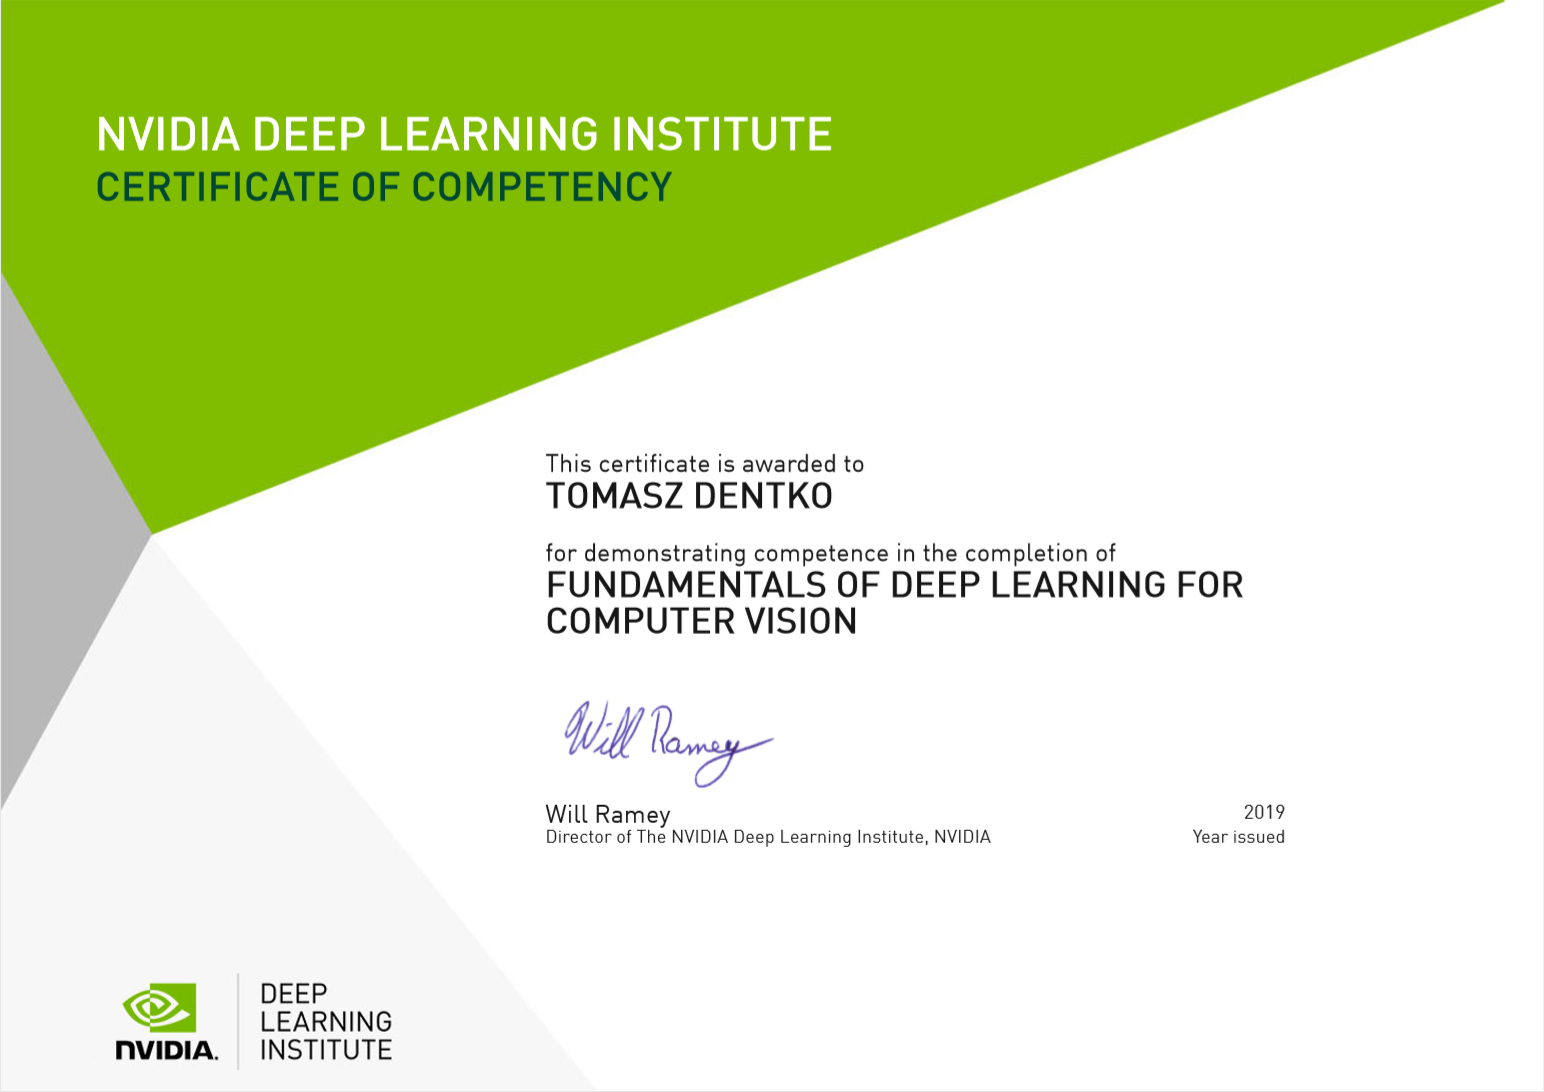 NVIDIA DEEP LEARNING INSTITUTE
CERTIFICATE OF COMPETENCY
This certificate is awarded to
TOMASZ DENTKO
for demonstrating competence in the completion of
FUNDAMENTALS OF DEEP LEARNING FOR
COMPUTER VISION
Will Ramey
Will Ramey
Director of The NVIDIA Deep Learning Institute, NVIDIA
2019
Year issued
NVIDIA.
DEEP
LEARNING
INSTITUTE